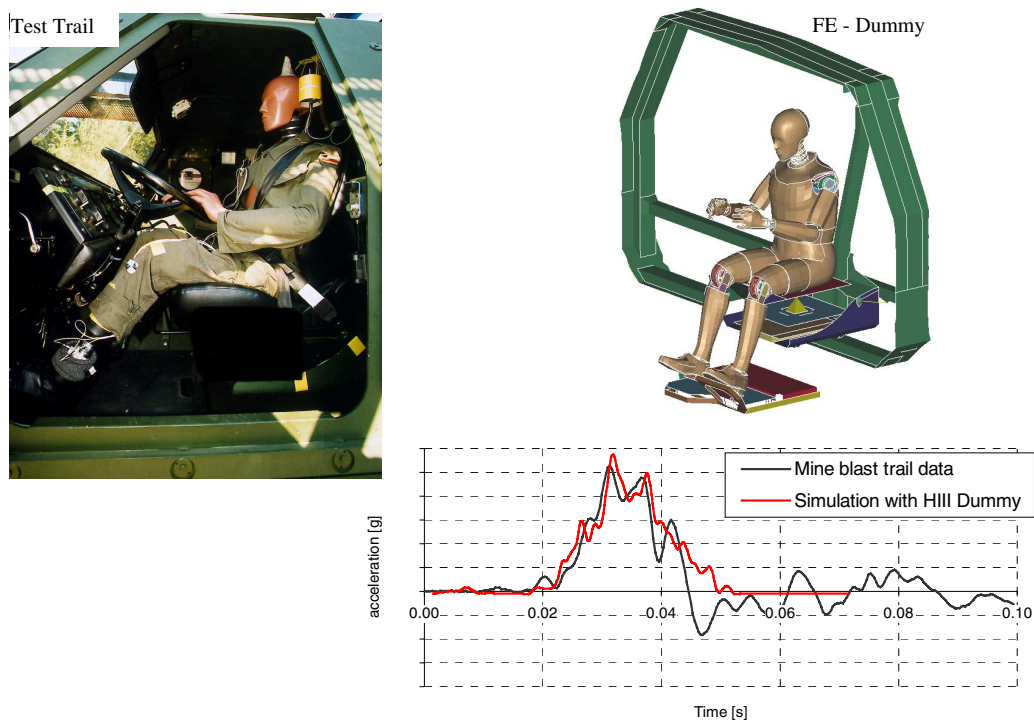 Test Trail
FE - Dummy
Mine blast trail data
Simulation with HIII Dummy
acceleration [g]
0.00 0.02 0.04 0.06 0.08 0.10
Time [s]